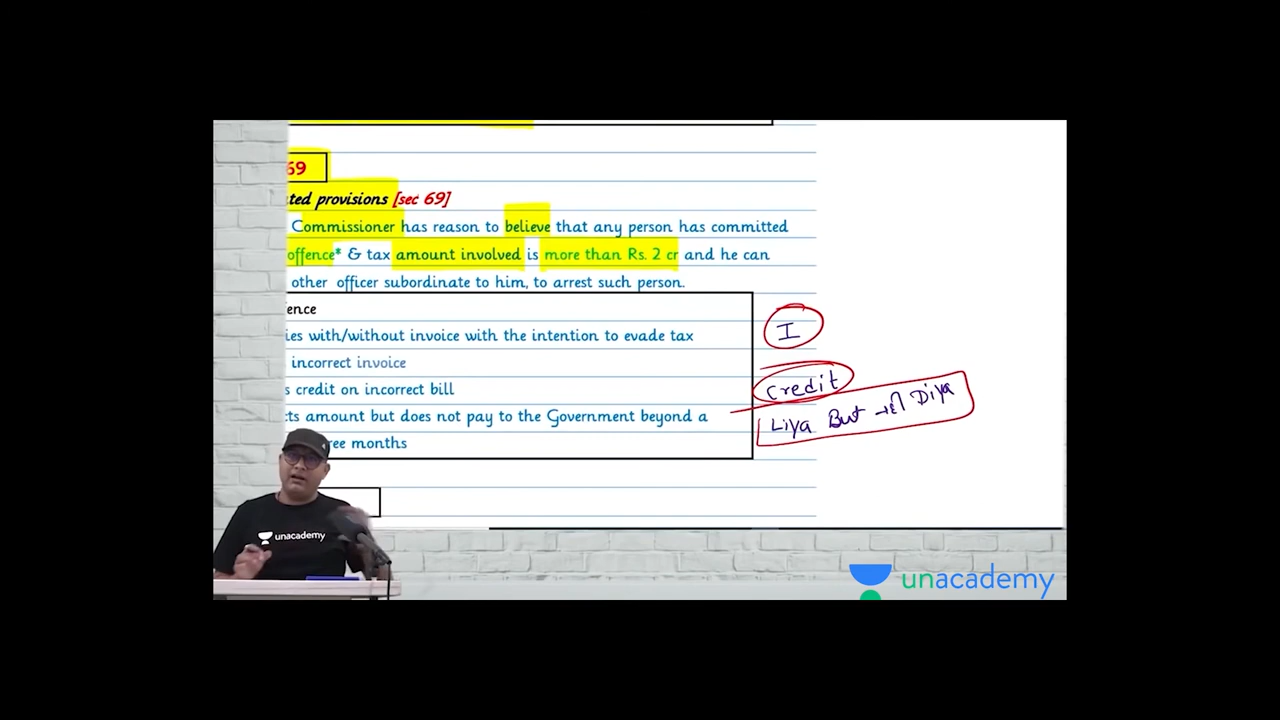 69
ted provisions [sec 69]
Commissioner has reason to believe that any person has committed
offence* & tax amount involved is more than Rs. 2 cr and he can
other officer subordinate to him, to arrest such person.
ence
ies with/without invoice with the intention to evade tax
I
incorrect invoice
s credit on incorrect bill
Credit
cts amount but does not pay to the Government beyond a
Liya But नहीं Diya
ree months
unacademy
unacademy